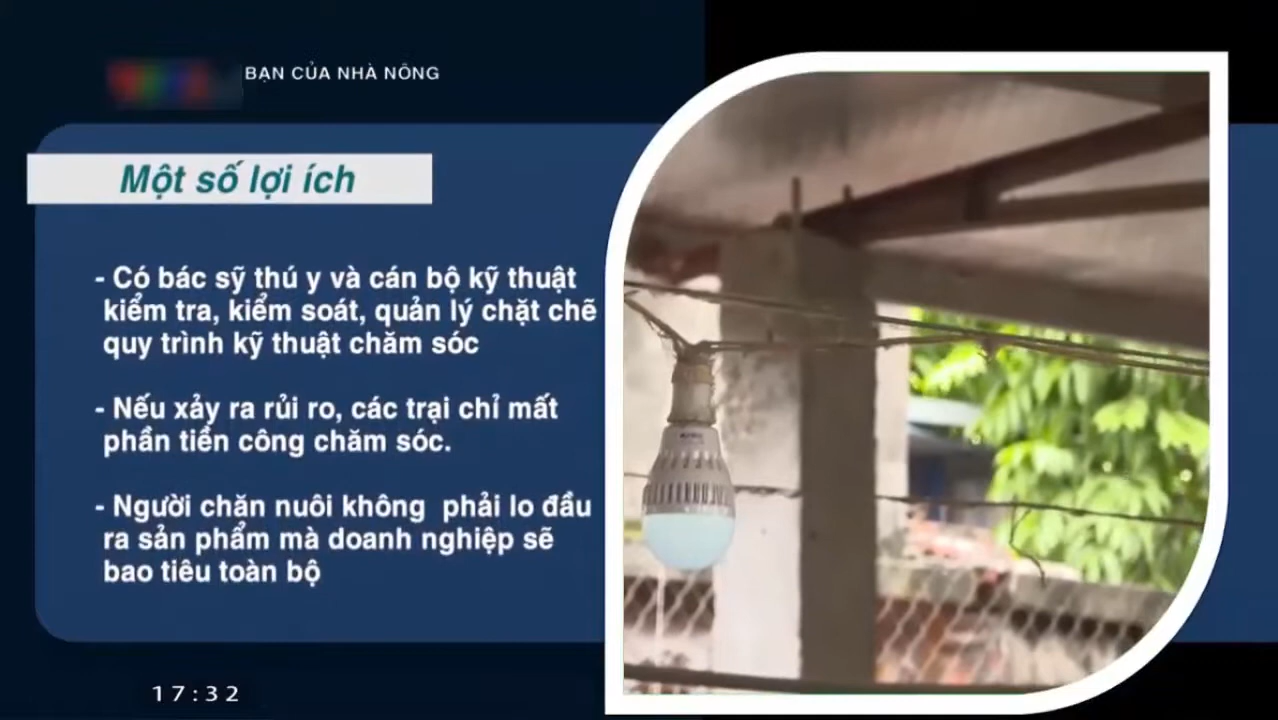 BẠN CỦA NHÀ NÔNG
Một số lợi ích
- Có bác sỹ thú y và cán bộ kỹ thuật
kiểm tra, kiểm soát, quản lý chặt chẽ
quy trình kỹ thuật chăm sóc
- Nếu xảy ra rủi ro, các trại chỉ mất
phần tiền công chăm sóc.
- Người chăn nuôi không  phải lo đầu
ra sản phẩm mà doanh nghiệp sẽ
bao tiêu toàn bộ
17:32